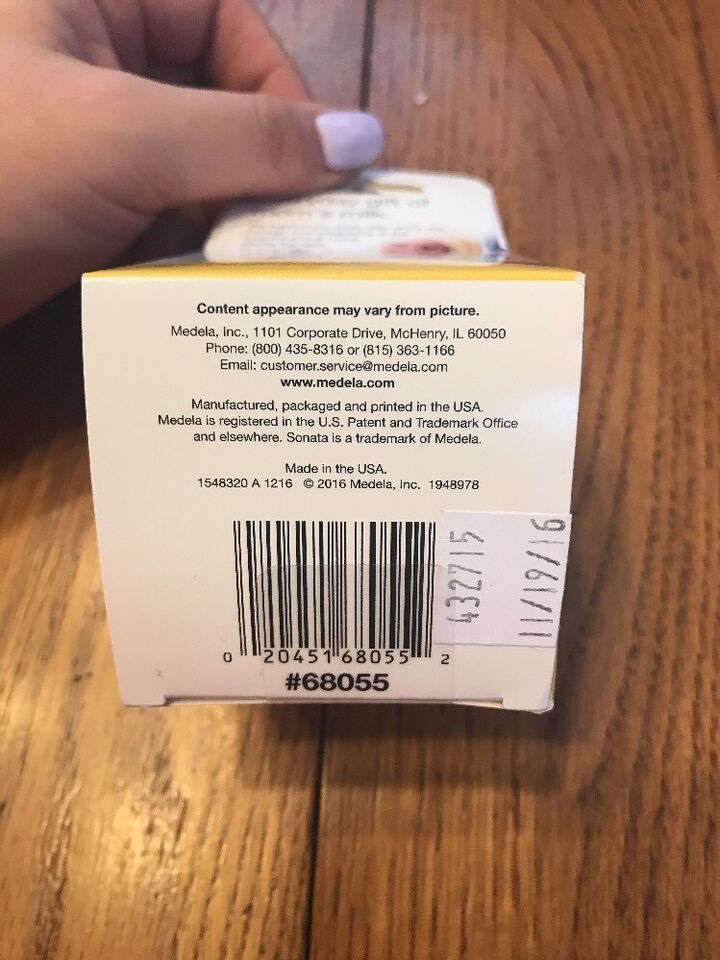 Content appearance may vary from picture.
Medela, Inc., 1101 Corporate Drive, McHenry, IL 60050
Phone: (800) 435-8316 or (815) 363-1166
Email: customer.service@medela.com
www.medela.com
Manufactured, packaged and printed in the USA.
Medela is registered in the U.S. Patent and Trademark Office
and elsewhere. Sonata is a trademark of Medela.
Made in the USA.
1548320 A 1216 © 2016 Medela, Inc. 1948978
432715
11/19/16
0 20451 68055 2
#68055